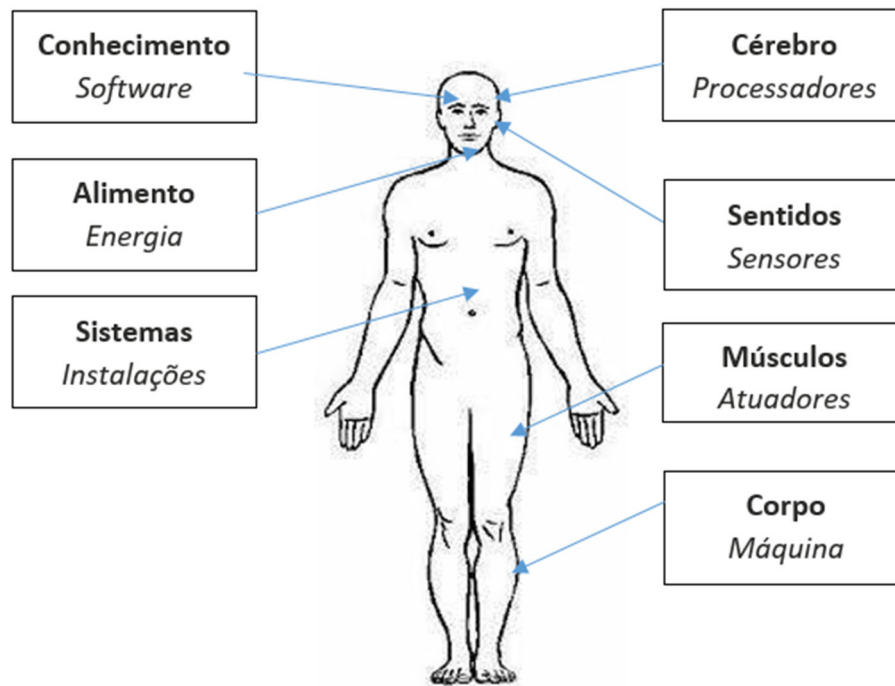 Conhecimento
Software
Alimento
Energia
Sistemas
Instalações
Cérebro
Processadores
Sentidos
Sensores
Músculos
Atuadores
Corpo
Máquina